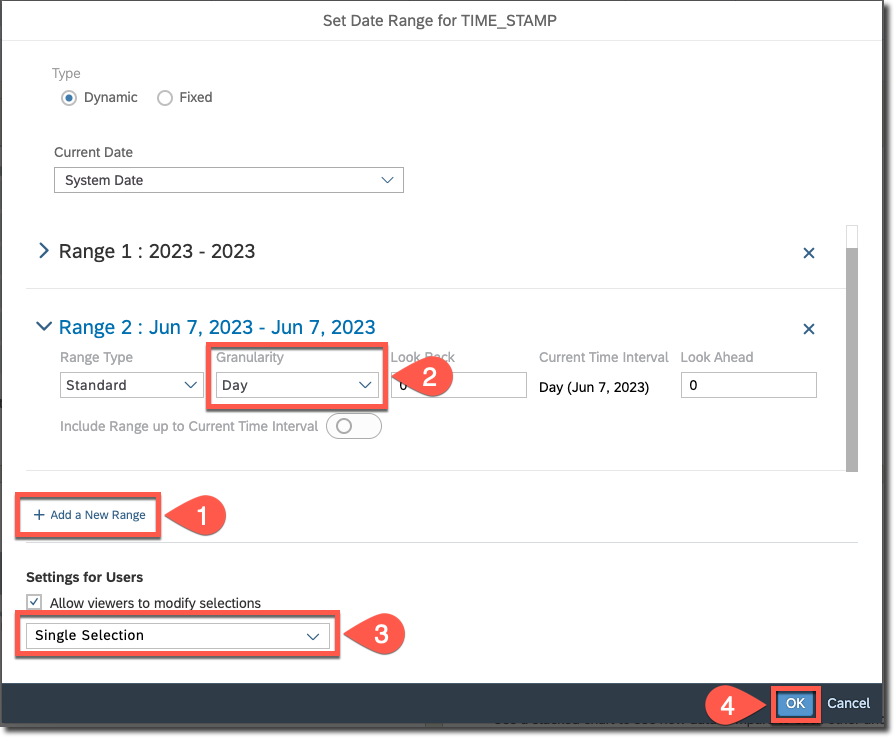 Set Date Range for TIME_STAMP
Type
Dynamic Fixed
Current Date
System Date
Range 1 : 2023 - 2023
Range 2 : Jun 7, 2023 - Jun 7, 2023
Range Type Granularity Look Back Current Time Interval Look Ahead
Standard Day 0 2 Day (Jun 7, 2023) 0
Include Range up to Current Time Interval
+ Add a New Range 1
Settings for Users
Allow viewers to modify selections
Single Selection 3
4 OK Cancel